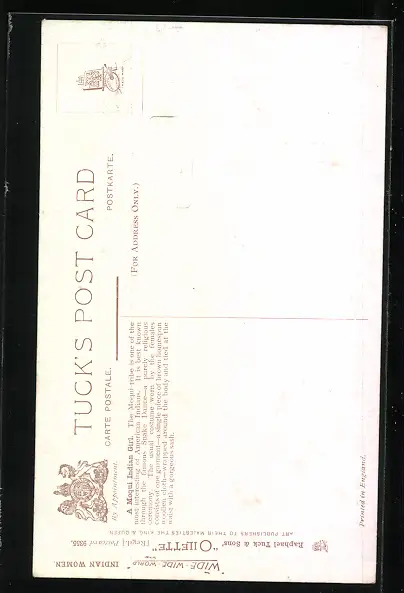 TUCK'S POST CARD
CARTE POSTALE.
POSTKARTE.
By Appointment.
(FOR ADDRESS ONLY.)
A Moqui Indian Girl. The Moqui tribe is one of the
most interesting of American Indians. It is best known
through the famous Snake Dance—a purely religious
ceremony. The usual costume worn by the females
consists of one garment—a single piece of brown homespun
woolen cloth—wrapped around the body and tied at the
waist with a gorgeous sash.
Raphael Tuck & Sons' "OILETTE" [Regd.] Postcard 9355.
ART PUBLISHERS TO THEIR MAJESTIES THE KING & QUEEN
"WIDE-WIDE-WORLD" INDIAN WOMEN
Printed in England.